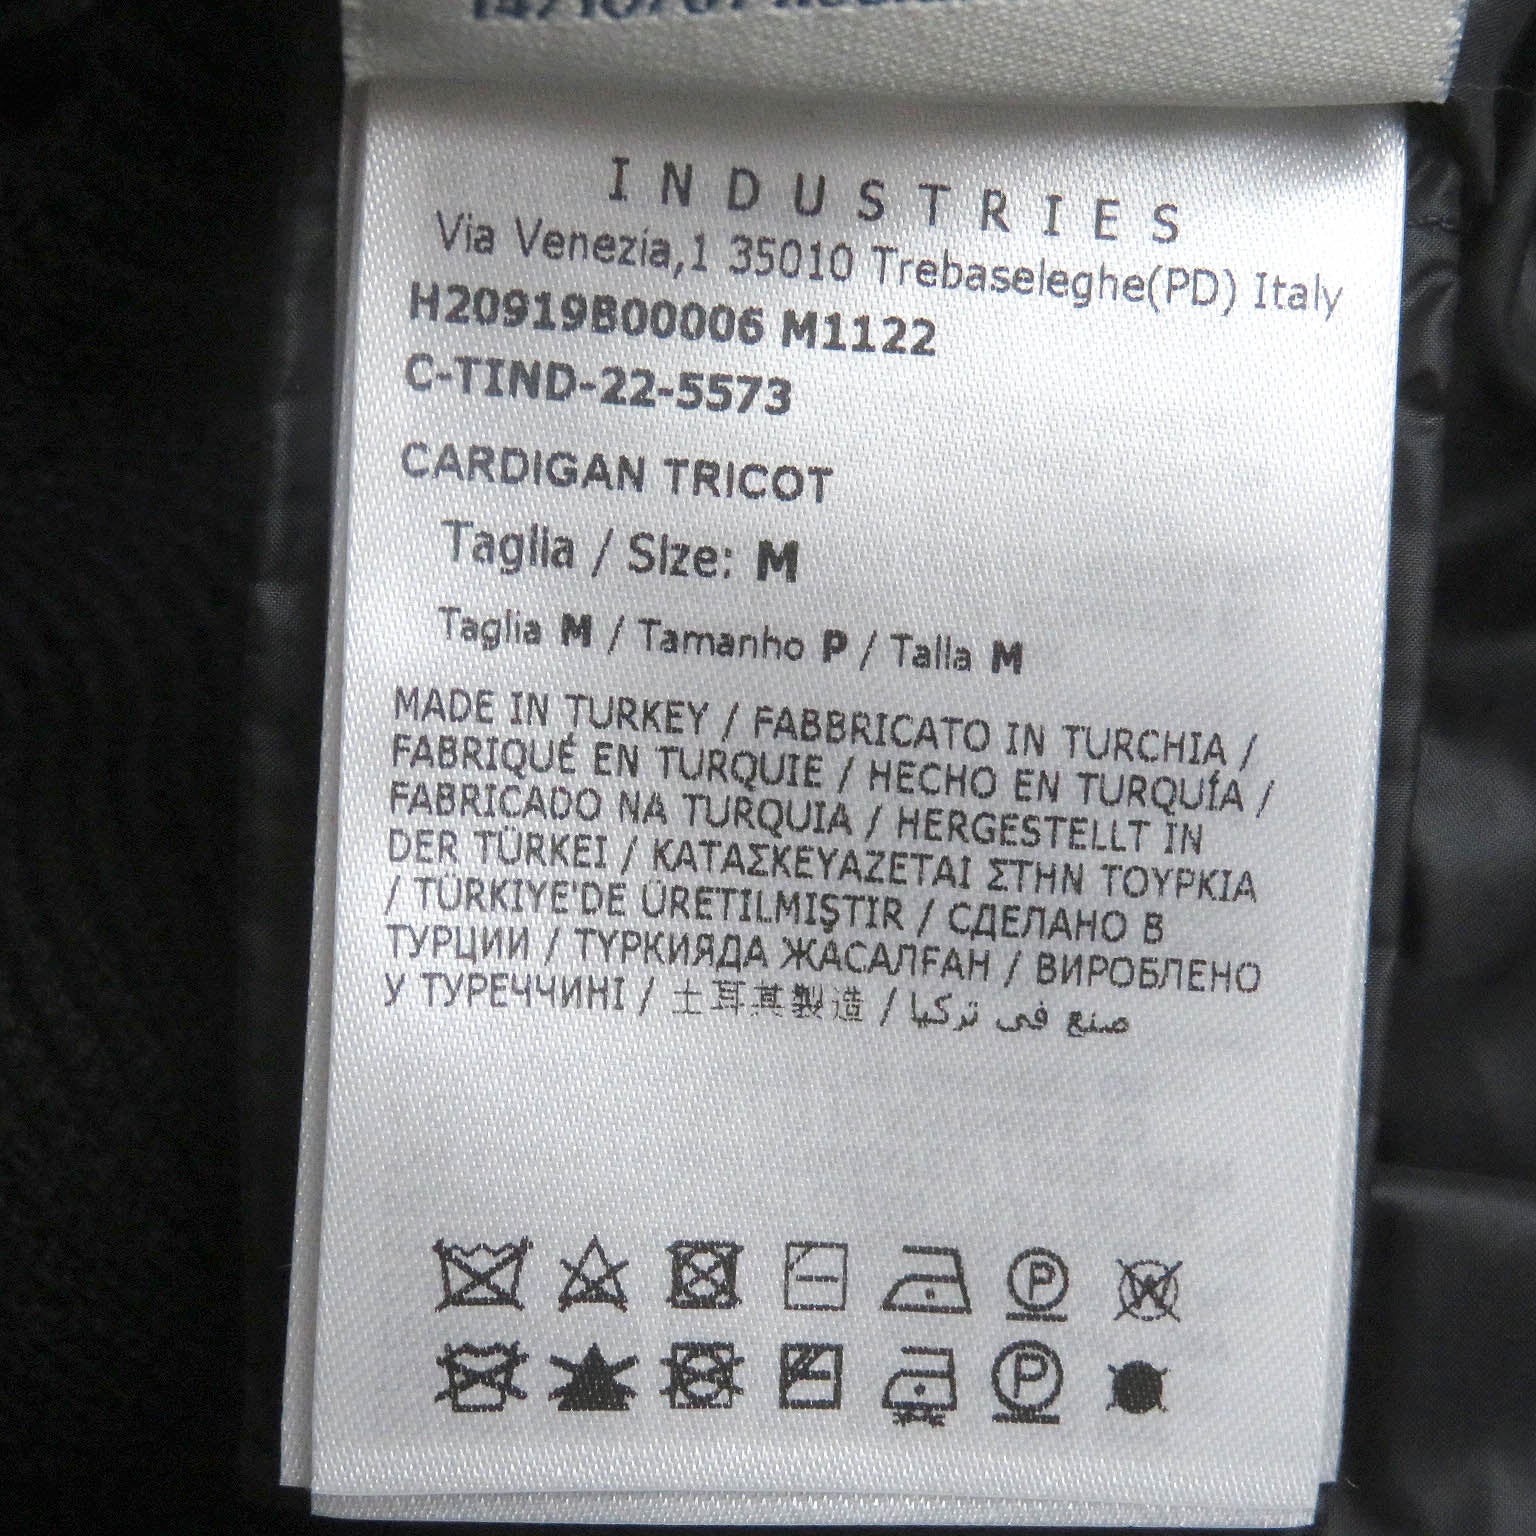 INDUSTRIES
Via Venezia,1 35010 Trebaseleghe(PD) Italy
H20919B00006 M1122
C-TIND-22-5573
CARDIGAN TRICOT
Taglia / Size: M
Taglia M / Tamanho P / Talla M
MADE IN TURKEY / FABBRICATO IN TURCHIA /
FABRIQUÉ EN TURQUIE / HECHO EN TURQUÍA /
FABRICADO NA TURQUIA / HERGESTELLT IN
DER TÜRKEI / ΚΑΤΑΣΚΕΥΑΖΕΤΑΙ ΣΤΗΝ ΤΟΥΡΚΙΑ
/ TÜRKIYE'DE ÜRETILMIŞTIR / СДЕЛАНО В
ТУРЦИИ / ТҮРКИЯДА ЖАСАЛҒАН / ВИРОБЛЕНО
У ТУРЕЧЧИНІ / 土耳其製造 / صنع في تركيا
P W
P